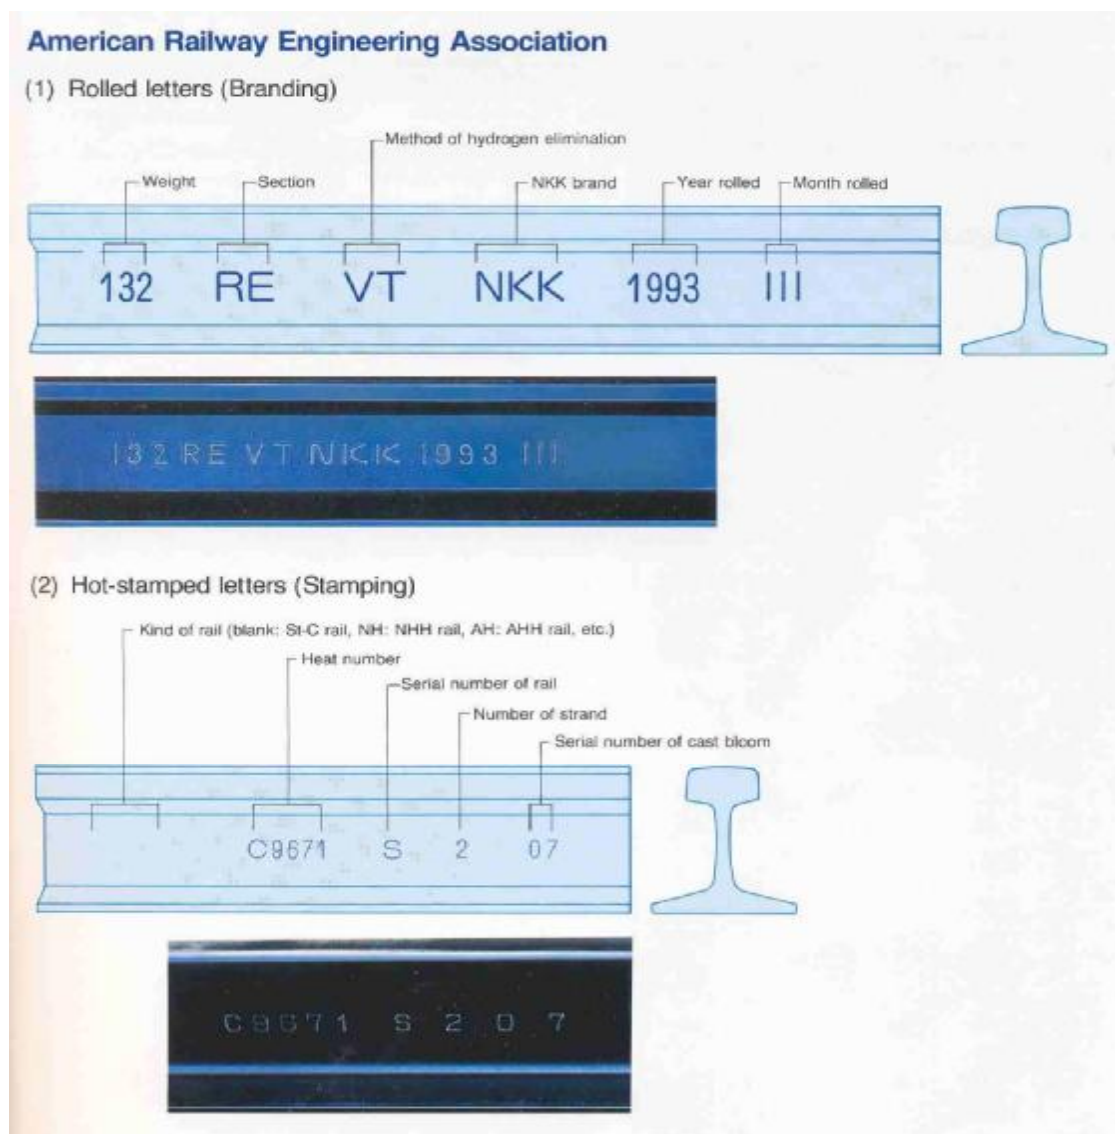 American Railway Engineering Association
(1) Rolled letters (Branding)
Method of hydrogen elimination
Weight Section NKK brand Year rolled Month rolled
132 RE VT NKK 1993 III
132 RE VT NKK 1993 III
(2) Hot-stamped letters (Stamping)
Kind of rail (blank: St-C rail, NH: NHH rail, AH: AHH rail, etc.)
Heat number
Serial number of rail
Number of strand
Serial number of cast bloom
C9671 S 2 07
C9671 S 2 0 7